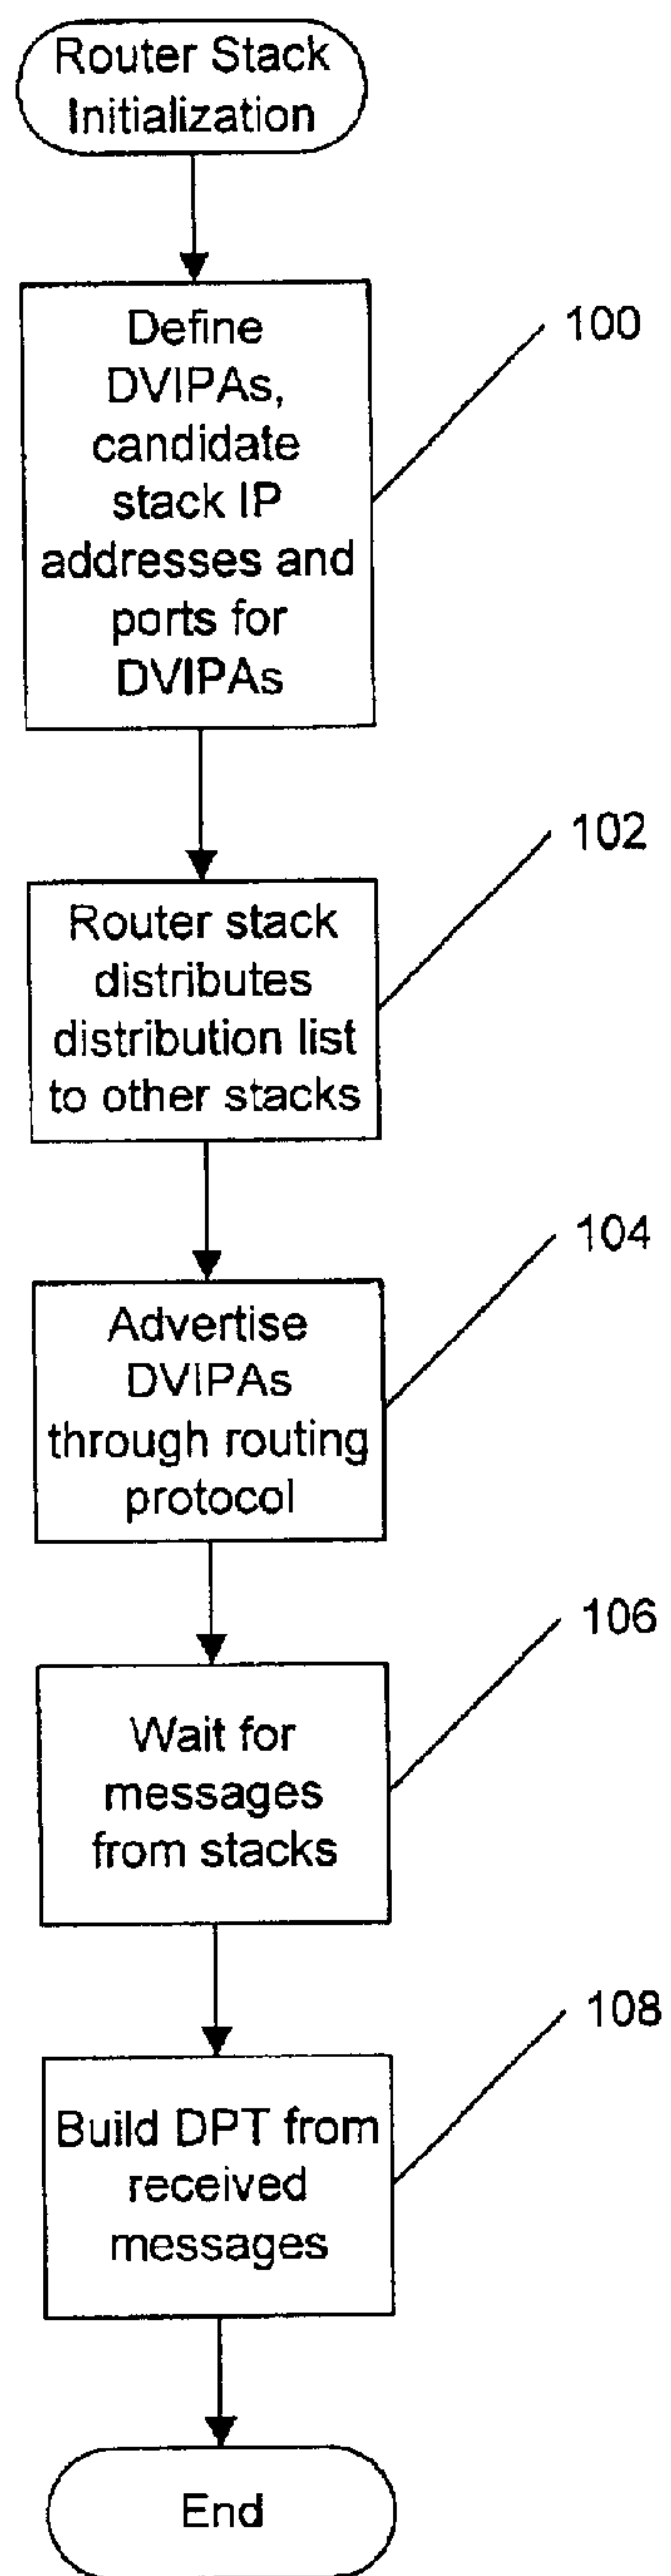 Router Stack
Initialization
Define
DVIPAs,
candidate
stack IP
addresses and
ports for
DVIPAs
100
Router stack
distributes
distribution list
to other stacks
102
Advertise
DVIPAs
through routing
protocol
104
Wait for
messages
from stacks
106
Build DPT from
received
messages
108
End